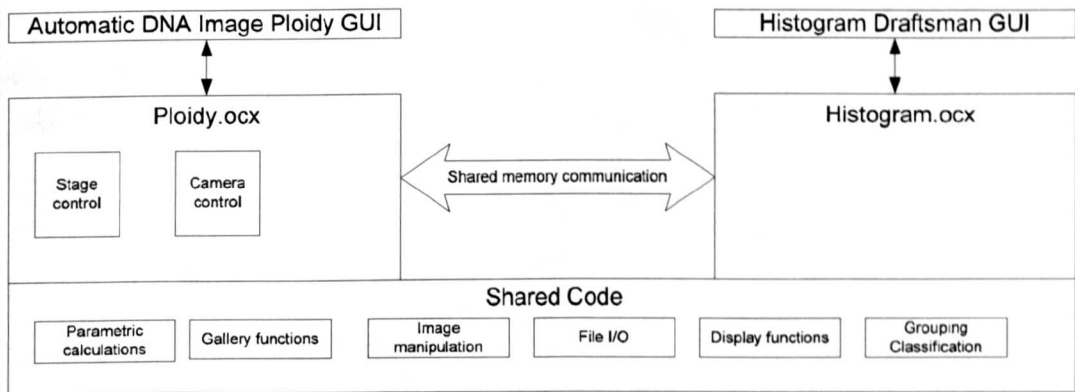 Automatic DNA Image Ploidy GUI
Histogram Draftsman GUI
Ploidy.ocx
Histogram.ocx
Stage
control
Camera
control
Shared memory communication
Shared Code
Parametric
calculations
Gallery functions
Image
manipulation
File I/O
Display functions
Grouping
Classification